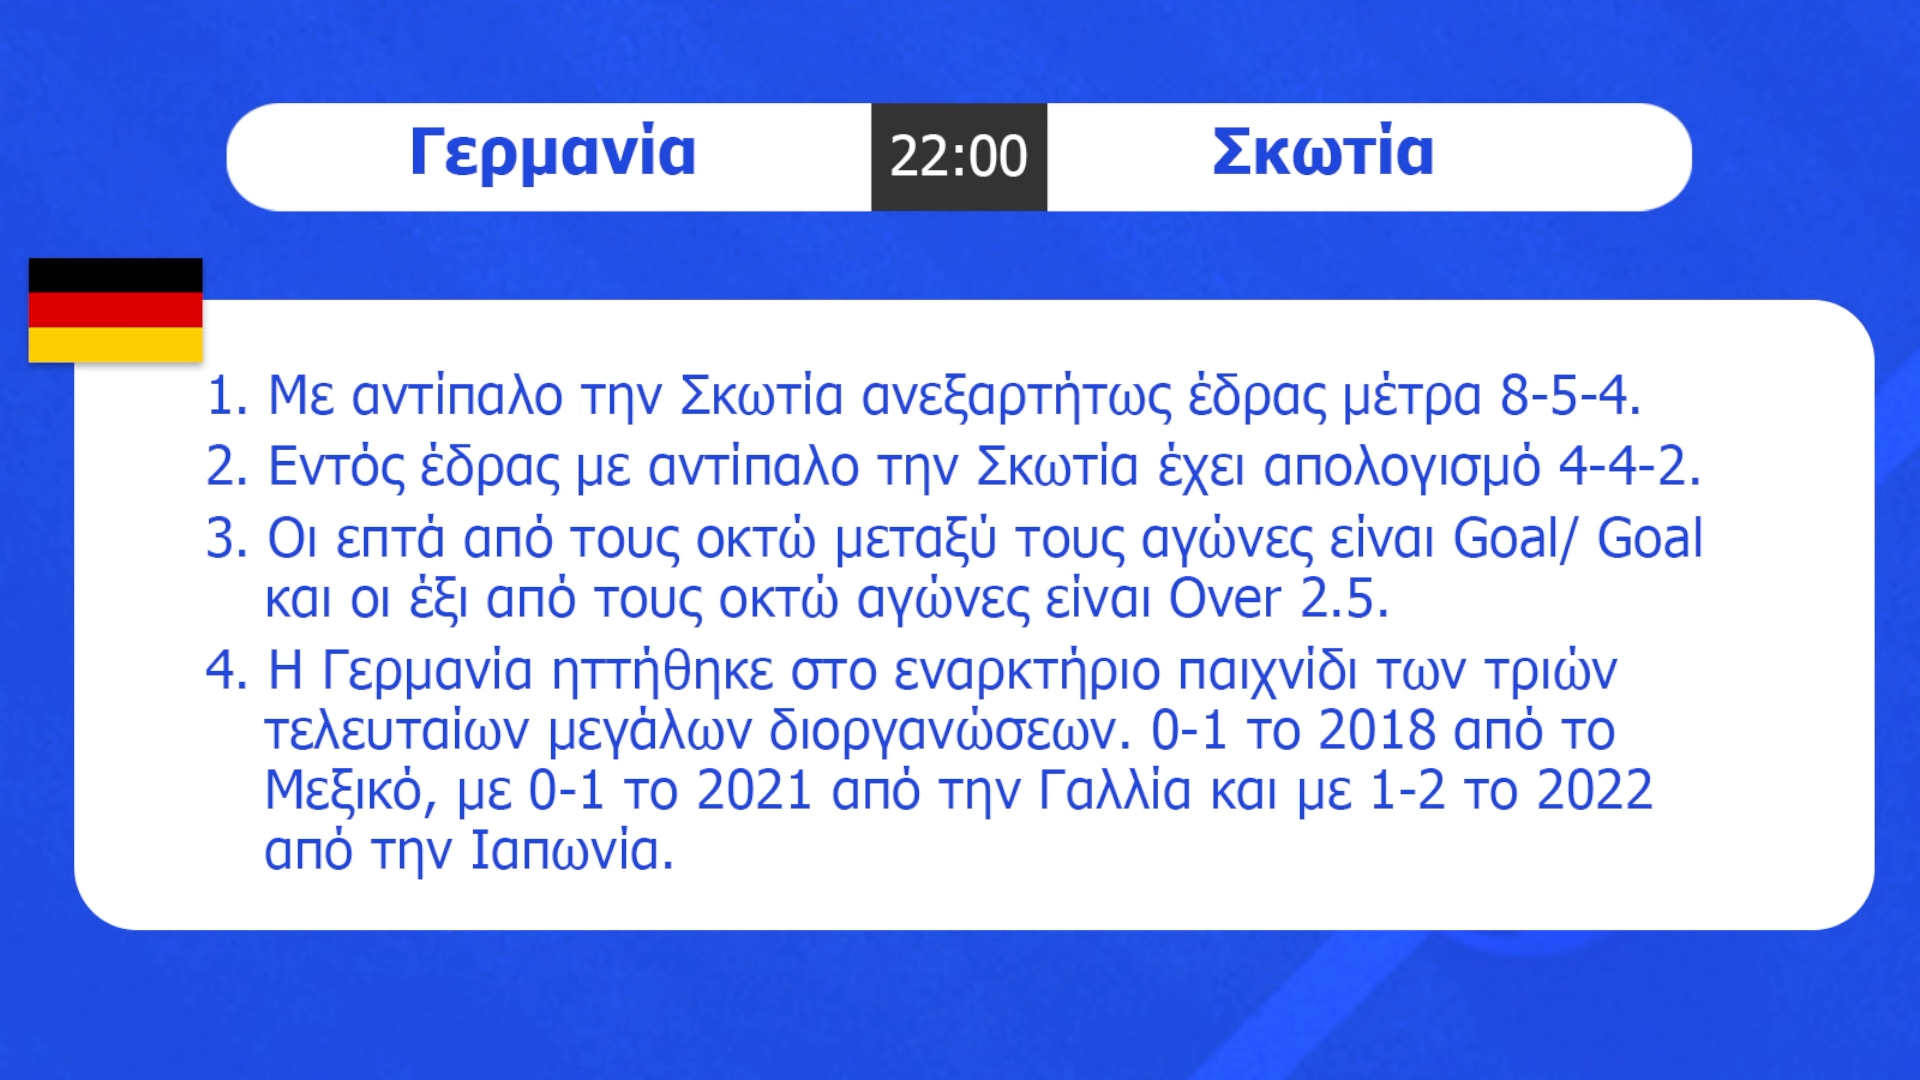 Γερμανία 22:00 Σκωτία
1. Με αντίπαλο την Σκωτία ανεξαρτήτως έδρας μέτρα 8-5-4.
2. Εντός έδρας με αντίπαλο την Σκωτία έχει απολογισμό 4-4-2.
3. Οι επτά από τους οκτώ μεταξύ τους αγώνες είναι Goal/ Goal
και οι έξι από τους οκτώ αγώνες είναι Over 2.5.
4. Η Γερμανία ηττήθηκε στο εναρκτήριο παιχνίδι των τριών
τελευταίων μεγάλων διοργανώσεων. 0-1 το 2018 από το
Μεξικό, με 0-1 το 2021 από την Γαλλία και με 1-2 το 2022
από την Ιαπωνία.